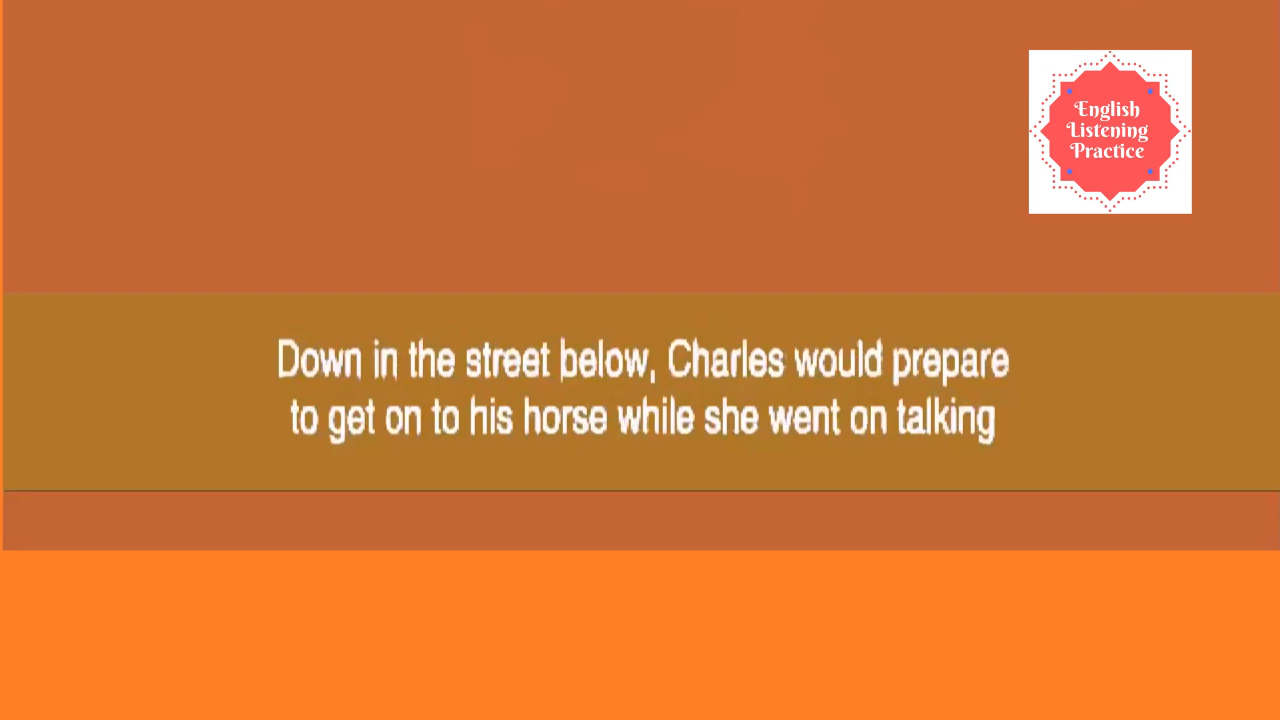 English
Listening
Practice
Down in the street below, Charles would prepare
to get on to his horse while she went on talking